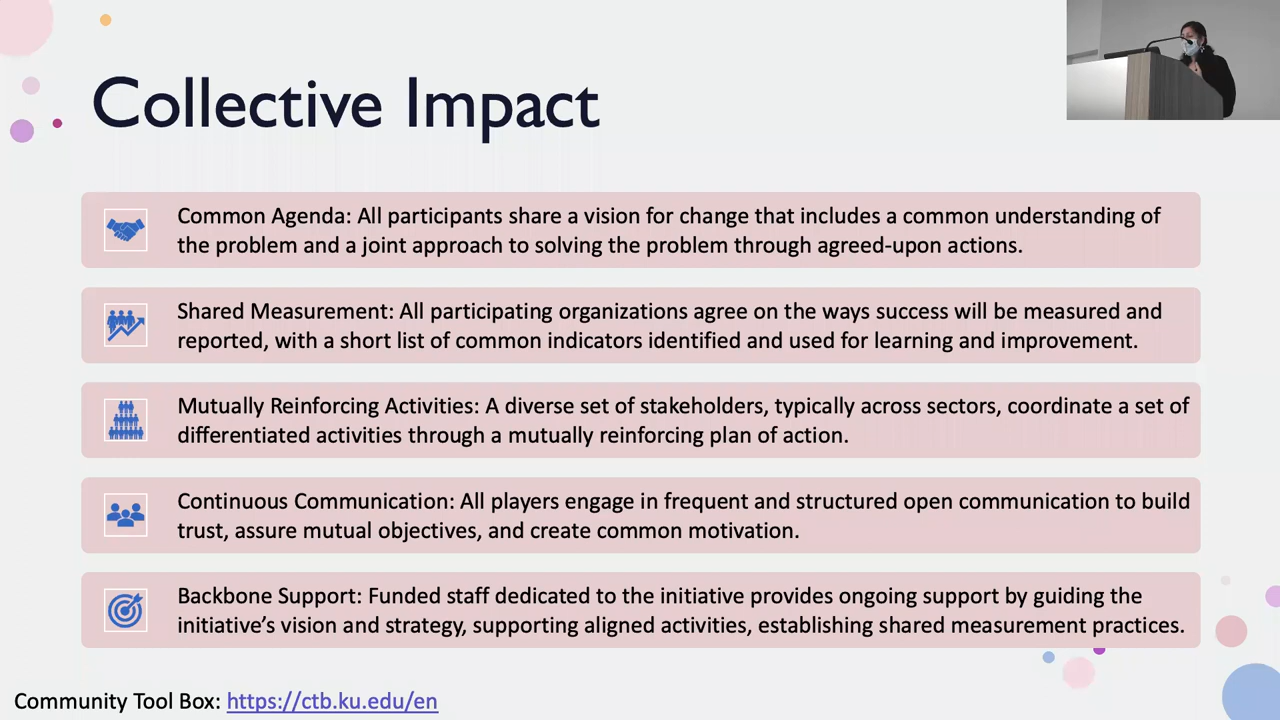 Collective Impact
Common Agenda: All participants share a vision for change that includes a common understanding of
the problem and a joint approach to solving the problem through agreed-upon actions.
Shared Measurement: All participating organizations agree on the ways success will be measured and
reported, with a short list of common indicators identified and used for learning and improvement.
Mutually Reinforcing Activities: A diverse set of stakeholders, typically across sectors, coordinate a set of
differentiated activities through a mutually reinforcing plan of action.
Continuous Communication: All players engage in frequent and structured open communication to build
trust, assure mutual objectives, and create common motivation.
Backbone Support: Funded staff dedicated to the initiative provides ongoing support by guiding the
initiative’s vision and strategy, supporting aligned activities, establishing shared measurement practices.
Community Tool Box: https://ctb.ku.edu/en